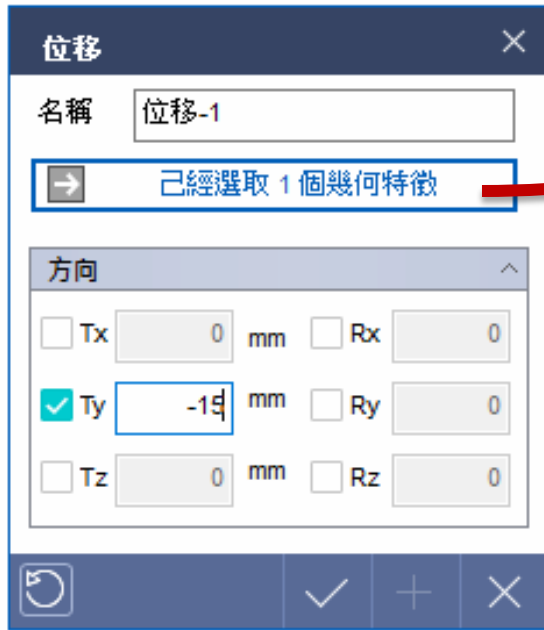 位移
名稱 位移-1
已經選取 1 個幾何特徵
方向
Tx 0 mm Rx 0
Ty -15 mm Ry 0
Tz 0 mm Rz 0